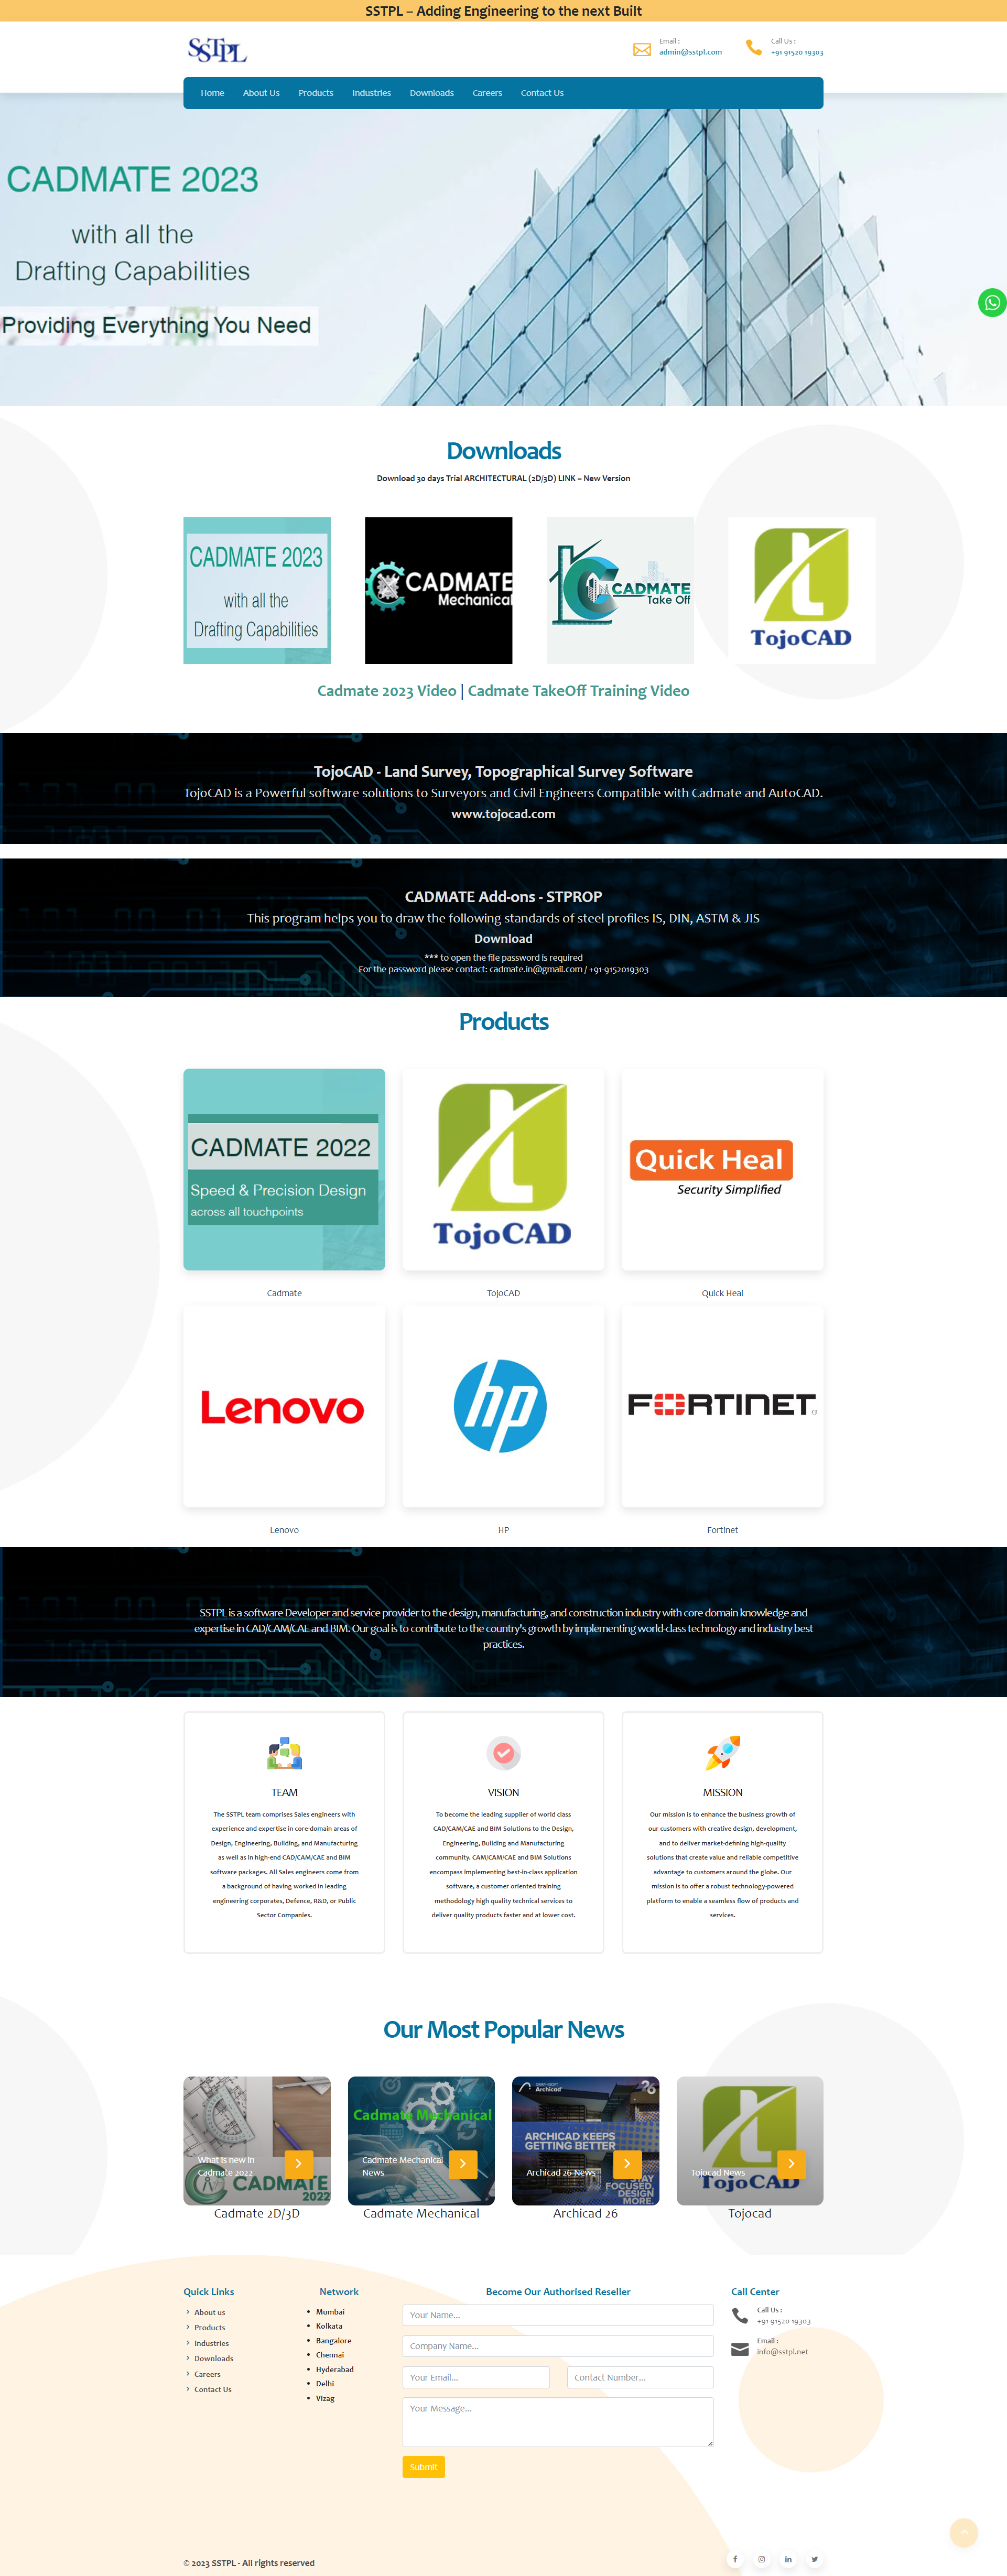 SSTPL – Adding Engineering to the next Built
SSTPL
Email :
admin@sstpl.com
Call Us :
+91 91520 19303
Home
About Us
Products
Industries
Downloads
Careers
Contact Us
CADMATE 2023
with all the
Drafting Capabilities
Providing Everything You Need
Downloads
Download 30 days Trial ARCHITECTURAL (2D/3D) LINK – New Version
CADMATE 2023
with all the
Drafting Capabilities
CADMATE
Mechanical
CADMATE
Take Off
TojoCAD
Cadmate 2023 Video | Cadmate TakeOff Training Video
TojoCAD - Land Survey, Topographical Survey Software
TojoCAD is a Powerful software solutions to Surveyors and Civil Engineers Compatible with Cadmate and AutoCAD.
www.tojocad.com
CADMATE Add-ons - STPROP
This program helps you to draw the following standards of steel profiles IS, DIN, ASTM & JIS
Download
*** to open the file password is required
For the password please contact: cadmate.in@gmail.com / +91-9152019303
Products
CADMATE 2022
Speed & Precision Design
across all touchpoints
TojoCAD
Quick Heal
Security Simplified
Cadmate
TojoCAD
Quick Heal
Lenovo
hp
FORTINET
Lenovo
HP
Fortinet
SSTPL is a software Developer and service provider to the design, manufacturing, and construction industry with core domain knowledge and
expertise in CAD/CAM/CAE and BIM. Our goal is to contribute to the country's growth by implementing world-class technology and industry best
practices.
TEAM
The SSTPL team comprises Sales engineers with
experience and expertise in core-domain areas of
Design, Engineering, Building, and Manufacturing
as well as in high-end CAD/CAM/CAE and BIM
software packages. All Sales engineers come from
a background of having worked in leading
engineering corporates, Defence, R&D, or Public
Sector Companies.
VISION
To become the leading supplier of world class
CAD/CAM/CAE and BIM Solutions to the Design,
Engineering, Building and Manufacturing
community. CAM/CAM/CAE and BIM Solutions
encompass implementing best-in-class application
software, a customer oriented training
methodology high quality technical services to
deliver quality products faster and at lower cost.
MISSION
Our mission is to enhance the business growth of
our customers with creative design, development,
and to deliver market-defining high-quality
solutions that create value and reliable competitive
advantage to customers around the globe. Our
mission is to offer a robust technology-powered
platform to enable a seamless flow of products and
services.
Our Most Popular News
What is new in
Cadmate 2022
CADMATE
2022
Cadmate 2D/3D
Cadmate Mechanical
Cadmate Mechanical
News
Cadmate Mechanical
GRAPHISOFT
Archicad
26
ARCHICAD KEEPS
GETTING BETTER
Archicad 26 News
FOCUSED
DESIGN
MORE.
Archicad 26
TojoCAD
Tojocad News
Tojocad
Quick Links
About us
Products
Industries
Downloads
Careers
Contact Us
Network
Mumbai
Kolkata
Bangalore
Chennai
Hyderabad
Delhi
Vizag
Become Our Authorised Reseller
Your Name...
Company Name...
Your Email...
Contact Number...
Your Message...
Submit
Call Center
Call Us :
+91 91520 19303
Email :
info@sstpl.net
© 2023 SSTPL - All rights reserved